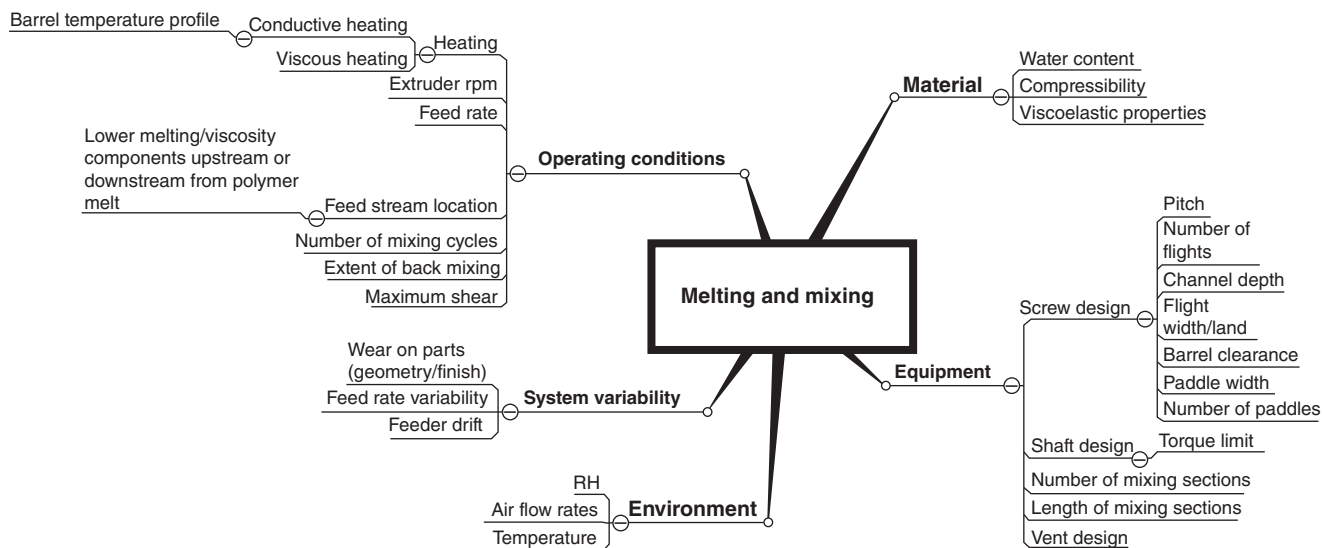 Barrel temperature profile
Conductive heating
Viscous heating
Heating
Extruder rpm
Feed rate
Lower melting/viscosity
components upstream or
downstream from polymer
melt
Feed stream location
Number of mixing cycles
Extent of back mixing
Maximum shear
Operating conditions
Material
Water content
Compressibility
Viscoelastic properties
Melting and mixing
Wear on parts
(geometry/finish)
Feed rate variability
Feeder drift
System variability
RH
Air flow rates
Temperature
Environment
Equipment
Screw design
Pitch
Number of
flights
Channel depth
Flight
width/land
Barrel clearance
Paddle width
Number of paddles
Shaft design
Torque limit
Number of mixing sections
Length of mixing sections
Vent design